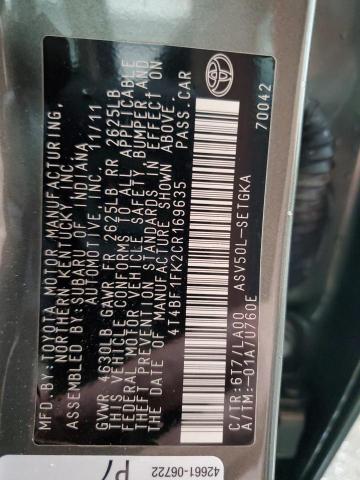 MFD.BY:TOYOTA MOTOR MANUFACTURING,
NORTHERN KENTUCKY, INC.
ASSEMBLED BY:SUBARU OF INDIANA
AUTOMOTIVE,INC. 11/11
GVWR 4630LB GAWR FR 2625LB RR 2625LB
THIS VEHICLE CONFORMS TO ALL APPLICABLE
FEDERAL MOTOR VEHICLE SAFETY,BUMPER,AND
THEFT PREVENTION STANDARDS IN EFFECT ON
THE DATE OF MANUFACTURE SHOWN ABOVE.
4T4BF1FK2CR169635 PASS.CAR
C/TR:6T7/LA00 ASV50L-SETGKA
A/TM:-01A/U760E
70042
42661-06722
P7